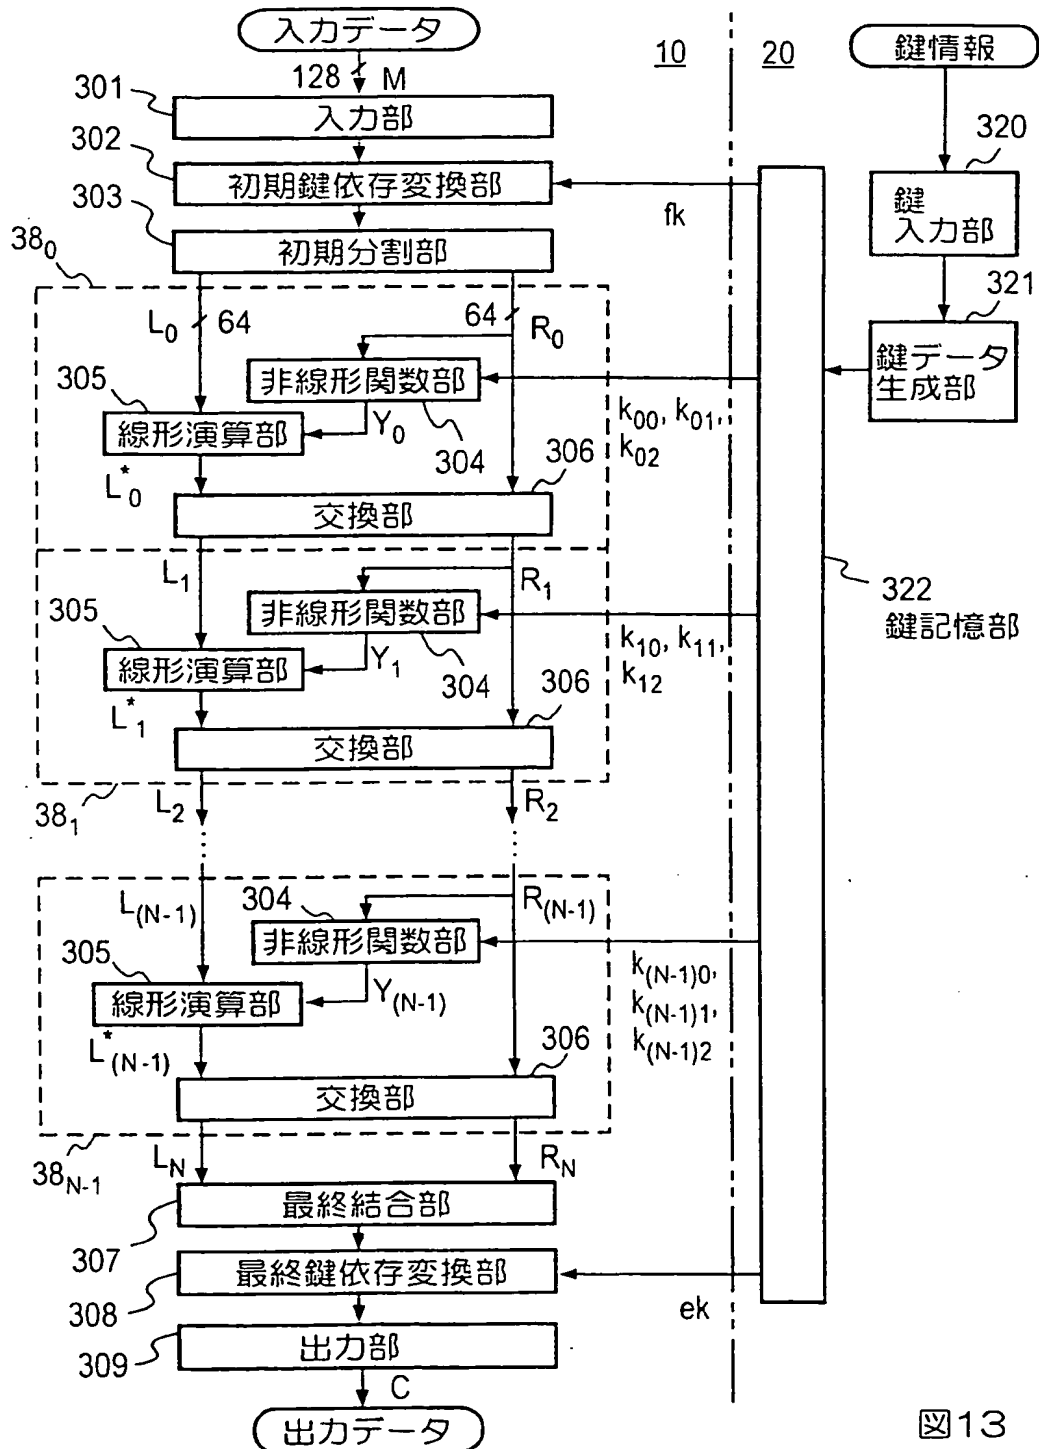 入力データ
128 M
301
入力部
302
初期鍵依存変換部
fk
303
初期分割部
38₀
L₀ 64
64 R₀
305
非線形関数部
線形演算部
Y₀
304
k₀₀, k₀₁,
k₀₂
L*₀
306
交換部
L₁
R₁
305
非線形関数部
線形演算部
Y₁
304
k₁₀, k₁₁,
k₁₂
L*₁
306
交換部
38₁
L₂
R₂
L(N-1)
304
R(N-1)
305
非線形関数部
線形演算部
Y(N-1)
k(N-1)0,
k(N-1)1,
k(N-1)2
L*(N-1)
306
交換部
38N-1
LN
RN
307
最終結合部
308
最終鍵依存変換部
ek
309
出力部
C
出力データ
10
20
鍵情報
320
鍵
入力部
321
鍵データ
生成部
322
鍵記憶部
図13